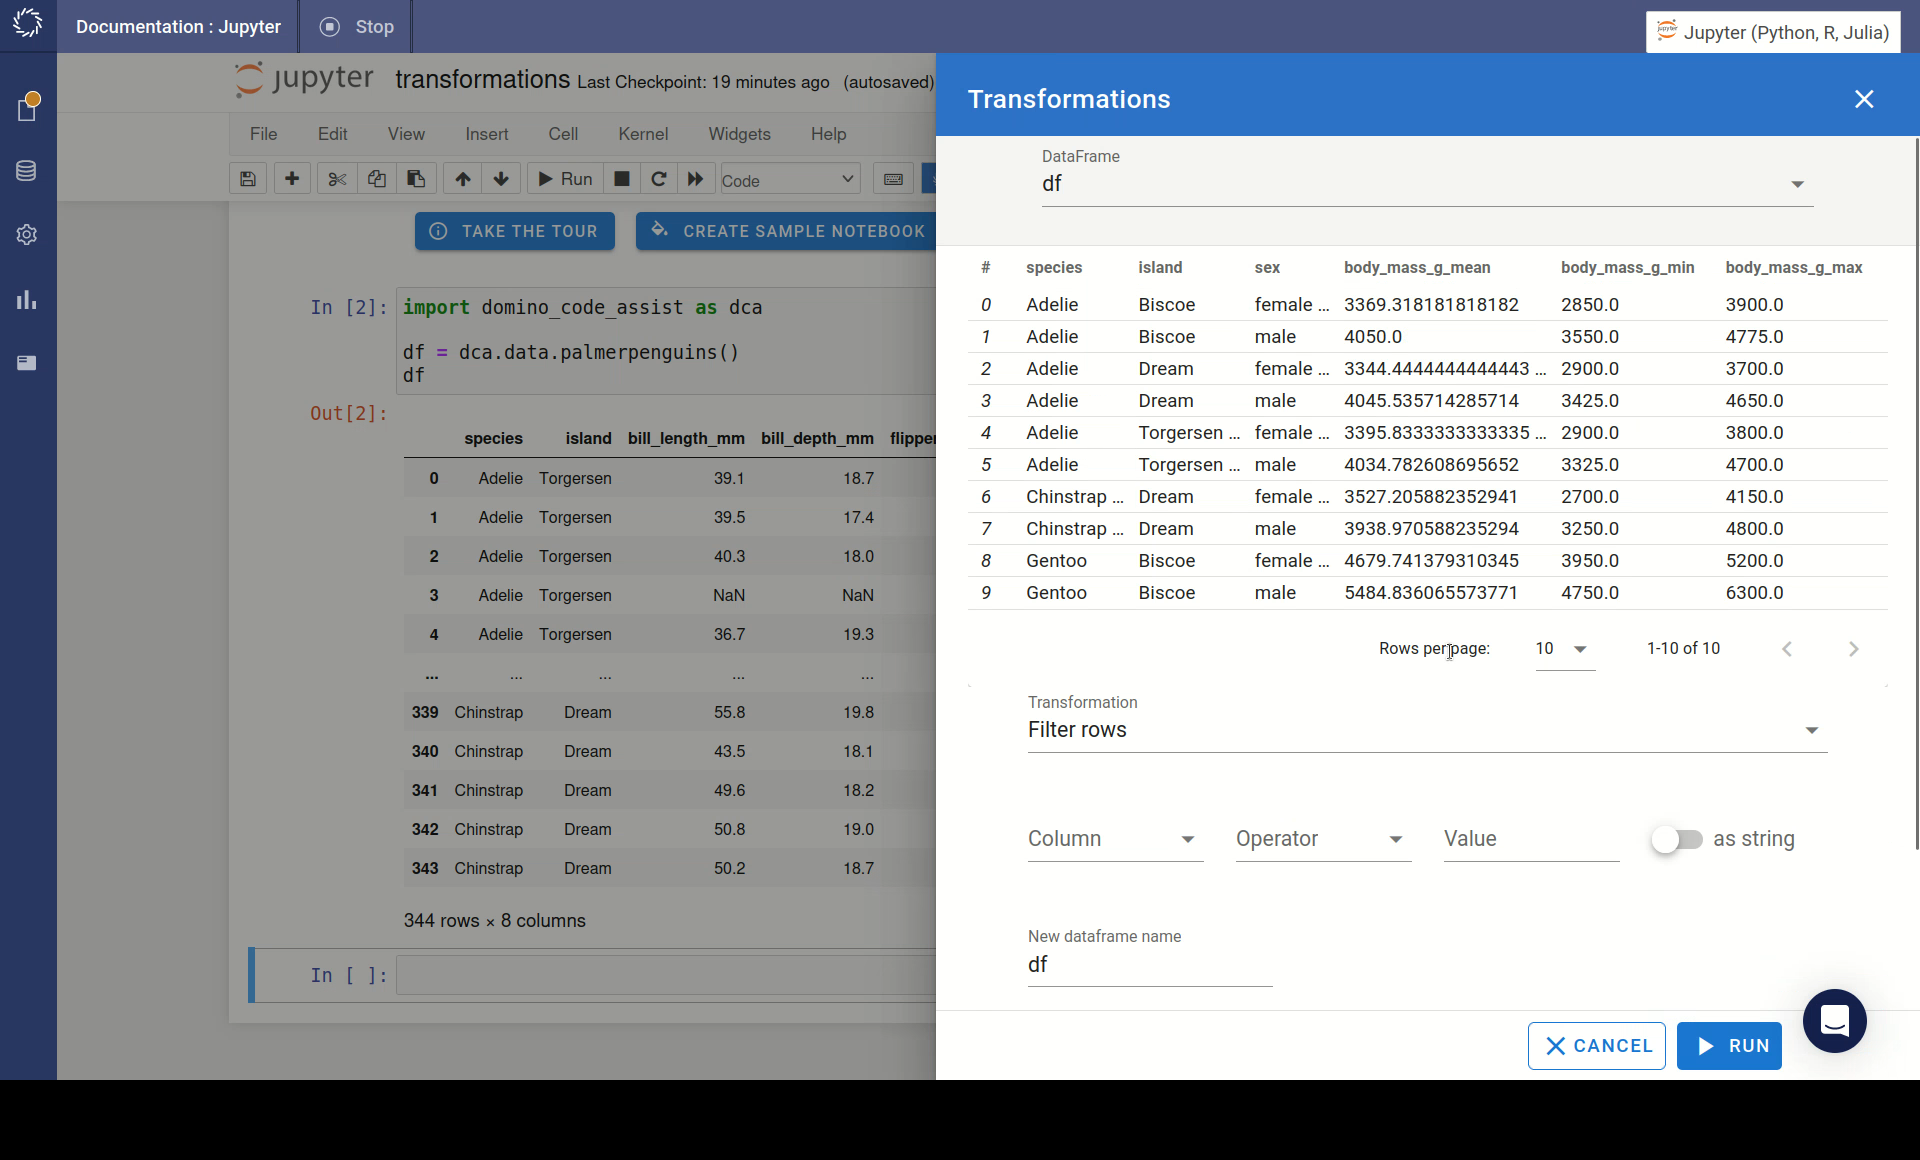 Documentation : Jupyter
Stop
Jupyter (Python, R, Julia)
jupyter transformations Last Checkpoint: 19 minutes ago (autosaved)
File Edit View Insert Cell Kernel Widgets Help
Run Code
TAKE THE TOUR
CREATE SAMPLE NOTEBOOK
In [2]: import domino_code_assist as dca
df = dca.data.palmerpenguins()
df
Out[2]:
species island bill_length_mm bill_depth_mm flipper
0 Adelie Torgersen 39.1 18.7
1 Adelie Torgersen 39.5 17.4
2 Adelie Torgersen 40.3 18.0
3 Adelie Torgersen NaN NaN
4 Adelie Torgersen 36.7 19.3
... ... ... ... ...
339 Chinstrap Dream 55.8 19.8
340 Chinstrap Dream 43.5 18.1
341 Chinstrap Dream 49.6 18.2
342 Chinstrap Dream 50.8 19.0
343 Chinstrap Dream 50.2 18.7
344 rows × 8 columns
In [ ]:
Transformations
DataFrame
df
# species island sex body_mass_g_mean body_mass_g_min body_mass_g_max
0 Adelie Biscoe female ... 3369.318181818182 2850.0 3900.0
1 Adelie Biscoe male 4050.0 3550.0 4775.0
2 Adelie Dream female ... 3344.4444444444443 ... 2900.0 3700.0
3 Adelie Dream male 4045.535714285714 3425.0 4650.0
4 Adelie Torgersen ... female ... 3395.8333333333335 ... 2900.0 3800.0
5 Adelie Torgersen ... male 4034.782608695652 3325.0 4700.0
6 Chinstrap ... Dream female ... 3527.205882352941 2700.0 4150.0
7 Chinstrap ... Dream male 3938.970588235294 3250.0 4800.0
8 Gentoo Biscoe female ... 4679.741379310345 3950.0 5200.0
9 Gentoo Biscoe male 5484.836065573771 4750.0 6300.0
Rows per page: 10 1-10 of 10
Transformation
Filter rows
Column Operator Value as string
New dataframe name
df
CANCEL RUN